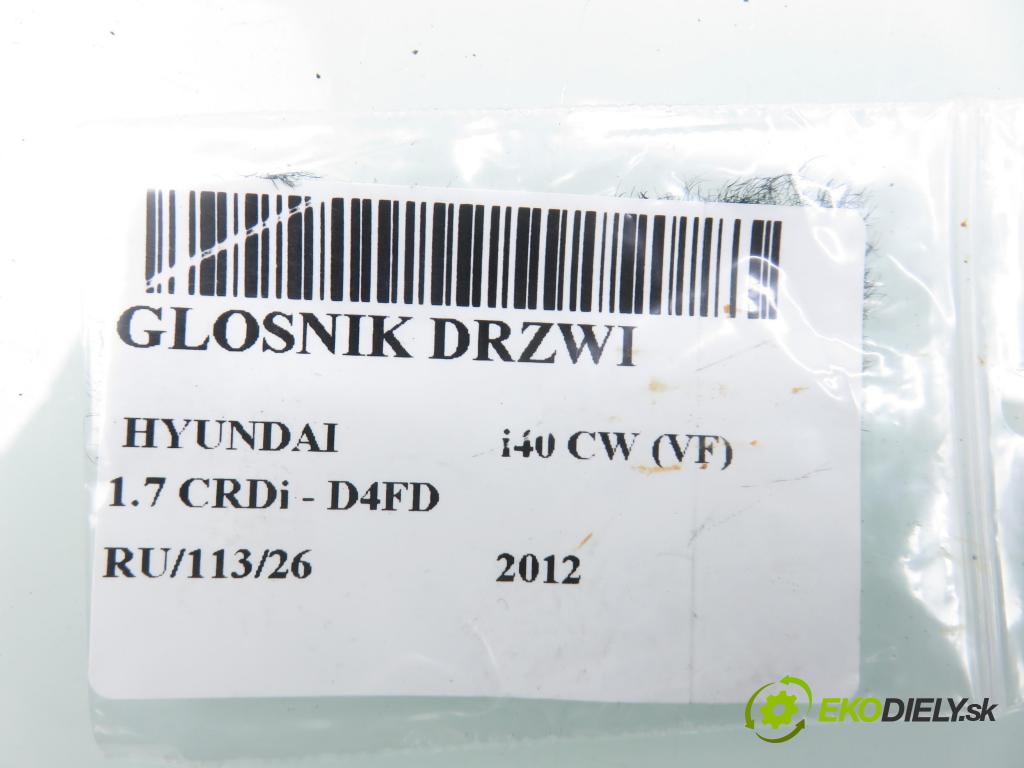 GLOSNIK DRZWI
HYUNDAI i40 CW (VF)
1.7 CRDi - D4FD
RU/113/26 2012
EKODIELY.sk